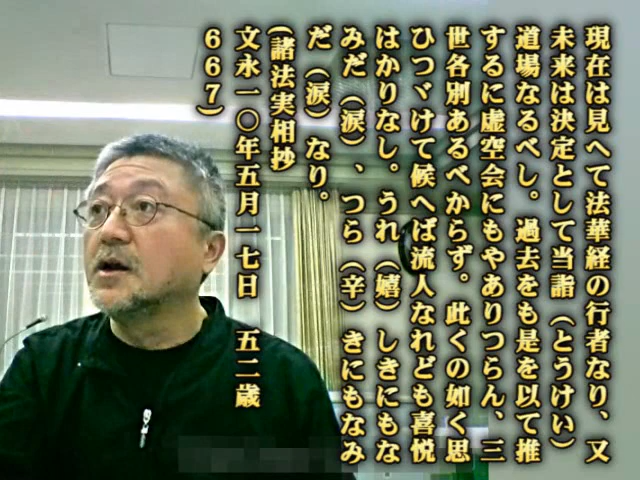 現在は見へて法華経の行者なり、又
未来は決定として当詣（とうけい）
道場なるべし。過去をも是を以て推
するに虚空会にもやありつらん、三
世各別あるべからず。此くの如く思
ひつゞけて候へば流人なれども喜悦
はかりなし。うれ（嬉）しきにもな
みだ（涙）、つら（辛）きにもなみ
だ（涙）なり。
(諸法実相抄
文永一〇年五月一七日　五二歳
６６７)